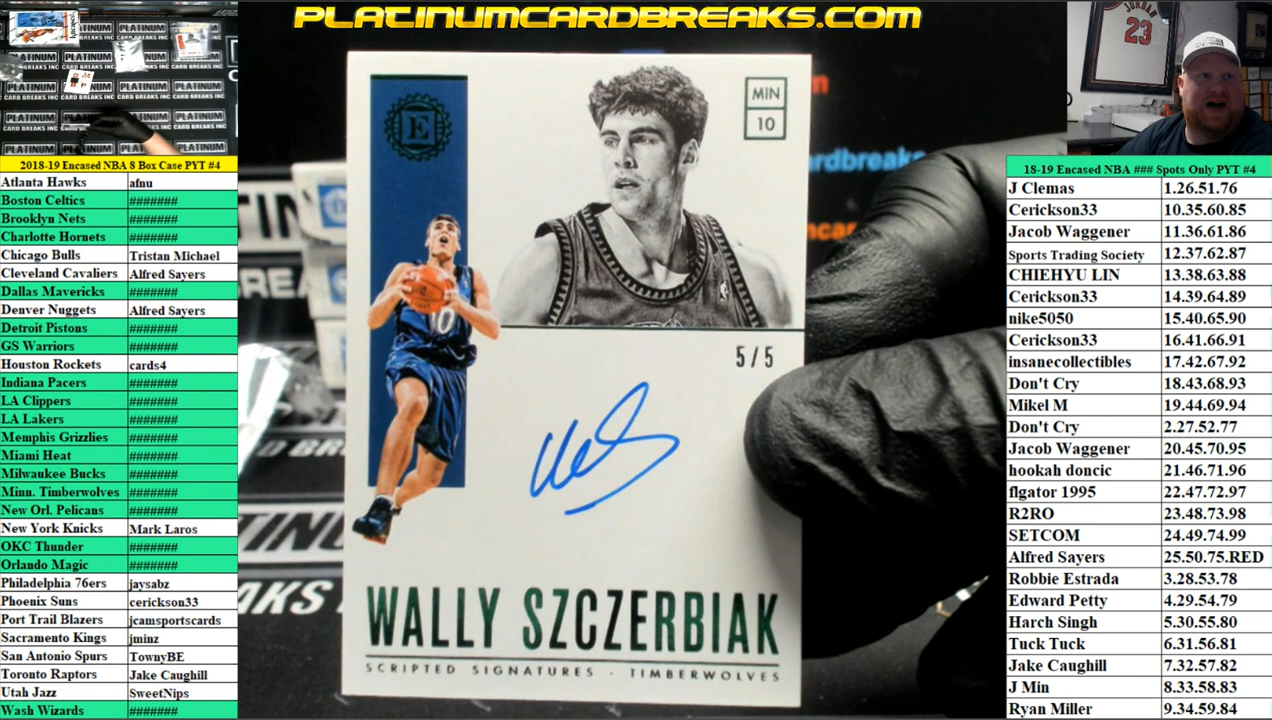 PLATINUMCARDBREAKS.COM
JORDAN
23
2018-19 Encased NBA 8 Box Case PYT #4
Atlanta Hawks afnu
Boston Celtics #######
Brooklyn Nets #######
Charlotte Hornets #######
Chicago Bulls Tristan Michael
Cleveland Cavaliers Alfred Sayers
Dallas Mavericks #######
Denver Nuggets Alfred Sayers
Detroit Pistons #######
GS Warriors #######
Houston Rockets cards4
Indiana Pacers #######
LA Clippers #######
LA Lakers #######
Memphis Grizzlies #######
Miami Heat #######
Milwaukee Bucks #######
Minn. Timberwolves #######
New Orl. Pelicans #######
New York Knicks Mark Laros
OKC Thunder #######
Orlando Magic #######
Philadelphia 76ers jaysabz
Phoenix Suns cerickson33
Port Trail Blazers jcamsportscards
Sacramento Kings jminz
San Antonio Spurs TownyBE
Toronto Raptors Jake Caughill
Utah Jazz SweetNips
Wash Wizards #######
E
MIN
10
10
5/5
WALLY SZCZERBIAK
SCRIPTED SIGNATURES · TIMBERWOLVES
18-19 Encased NBA ### Spots Only PYT #4
J Clemas 1.26.51.76
Cerickson33 10.35.60.85
Jacob Waggener 11.36.61.86
Sports Trading Society 12.37.62.87
CHIEHYU LIN 13.38.63.88
Cerickson33 14.39.64.89
nike5050 15.40.65.90
Cerickson33 16.41.66.91
insanecollectibles 17.42.67.92
Don't Cry 18.43.68.93
Mikel M 19.44.69.94
Don't Cry 2.27.52.77
Jacob Waggener 20.45.70.95
hookah doncic 21.46.71.96
flgator 1995 22.47.72.97
R2RO 23.48.73.98
SETCOM 24.49.74.99
Alfred Sayers 25.50.75.RED
Robbie Estrada 3.28.53.78
Edward Petty 4.29.54.79
Harch Singh 5.30.55.80
Tuck Tuck 6.31.56.81
Jake Caughill 7.32.57.82
J Min 8.33.58.83
Ryan Miller 9.34.59.84